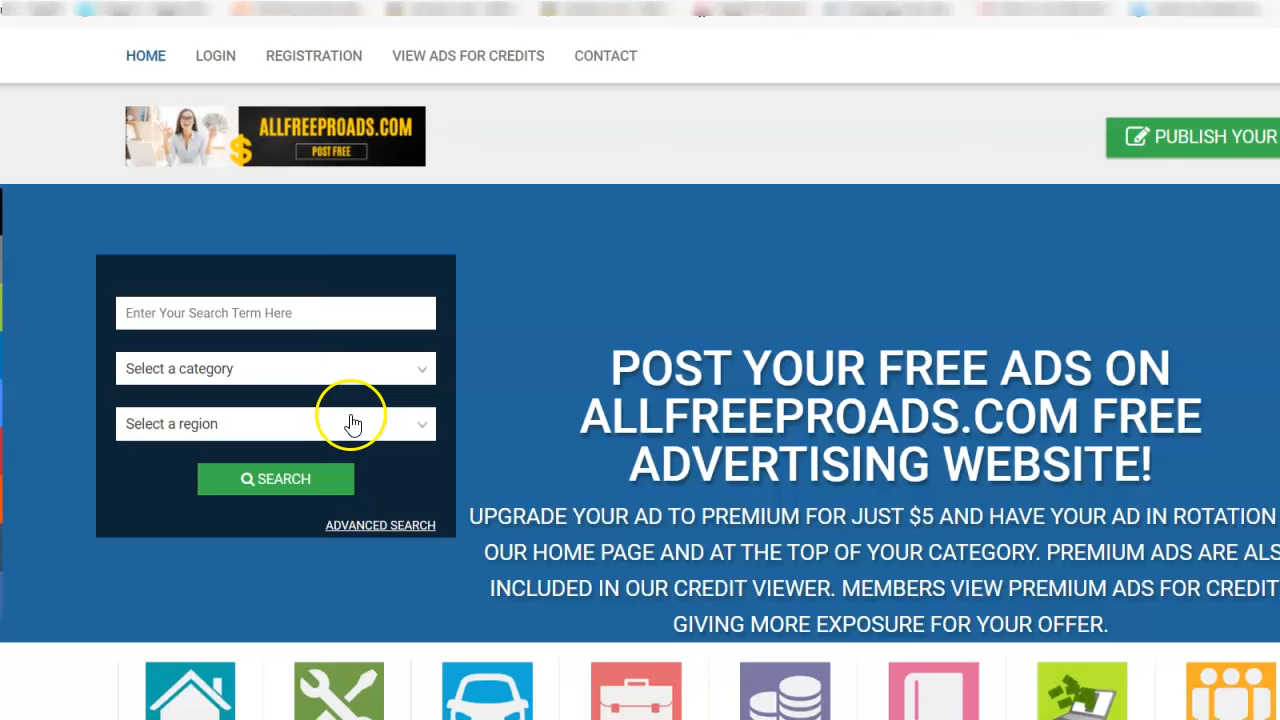 HOME LOGIN REGISTRATION VIEW ADS FOR CREDITS CONTACT
ALLFREEPROADS.COM
$ POST FREE
PUBLISH YOUR
Enter Your Search Term Here
Select a category
Select a region
SEARCH
ADVANCED SEARCH
POST YOUR FREE ADS ON
ALLFREEPROADS.COM FREE
ADVERTISING WEBSITE!
UPGRADE YOUR AD TO PREMIUM FOR JUST $5 AND HAVE YOUR AD IN ROTATION
OUR HOME PAGE AND AT THE TOP OF YOUR CATEGORY. PREMIUM ADS ARE ALS
INCLUDED IN OUR CREDIT VIEWER. MEMBERS VIEW PREMIUM ADS FOR CREDIT
GIVING MORE EXPOSURE FOR YOUR OFFER.